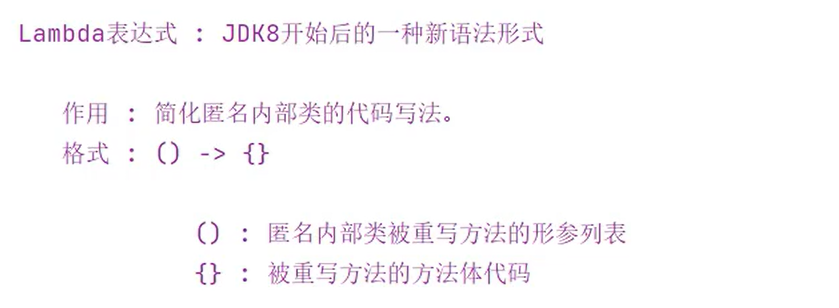 Lambda表达式 : JDK8开始后的一种新语法形式
作用 : 简化匿名内部类的代码写法。
格式 : () -> {}
() : 匿名内部类被重写方法的形参列表
{} : 被重写方法的方法体代码